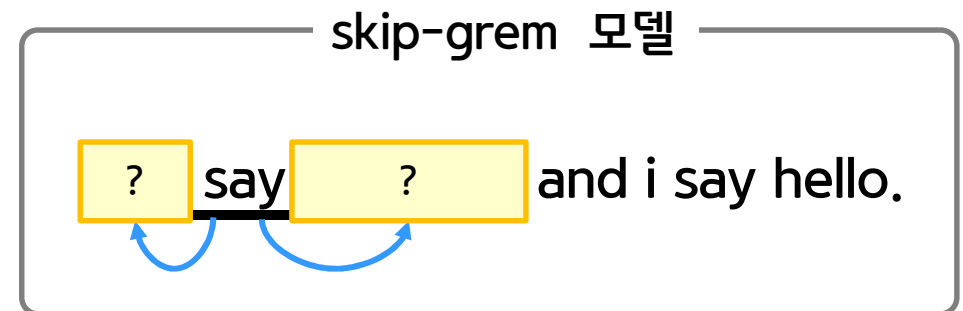 skip-grem 모델
? say ? and i say hello.